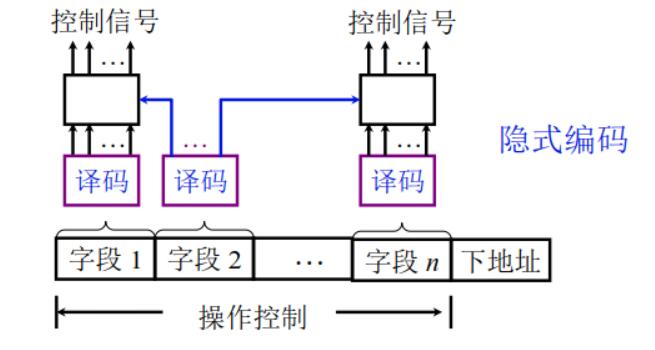 控制信号 控制信号
… …
… … …
隐式编码
译码 译码 译码
字段 1 字段 2 … 字段 n 下地址
操作控制